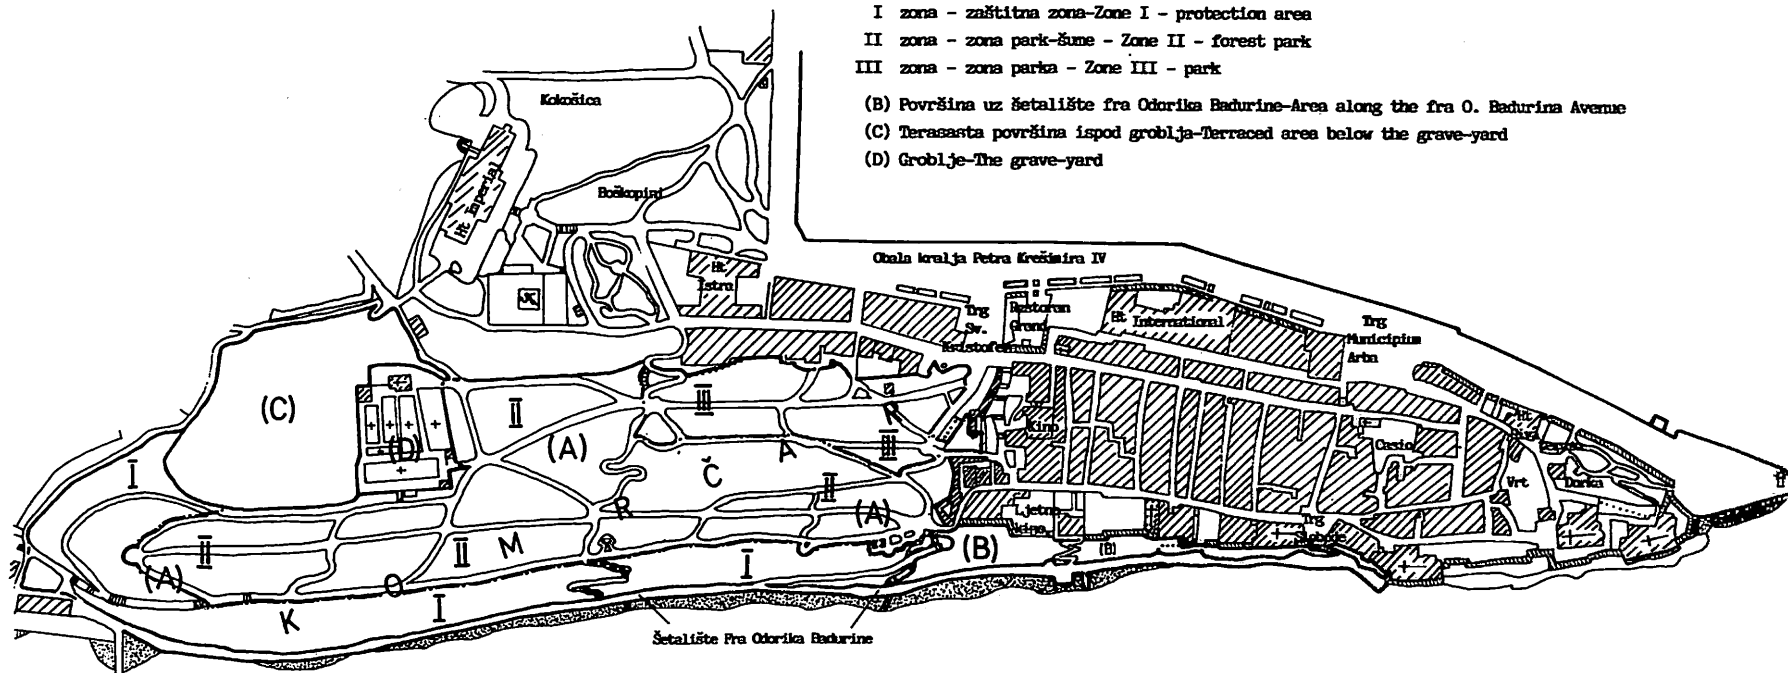 I zona - zaštitna zona-Zone I - protection area
II zona - zona park-šume - Zone II - forest park
III zona - zona parka - Zone III - park
(B) Površina uz šetalište fra Odorika Badurine-Area along the fra O. Badurina Avenue
(C) Terasasta površina ispod groblja-Terraced area below the grave-yard
(D) Groblje-The grave-yard
Kokošica
Ht Imperial
Boškopini
Obala kralja Petra Krešimira IV
Ht
Istra
Trg
Sv.
Kristofen
Restoran
Grand
Ht International
Trg
Municipium
Arbn
(C)
II
III
R
(A)
(D)
Kino
III
A
Č
Casio
Ht
I
II
Vrt
Dorka
R
(A)
Ljetno
kino
Trg
Slobode
II
II
M
(B)
(B)
(A)
O
I
I
K
Šetalište Fra Odorika Badurine